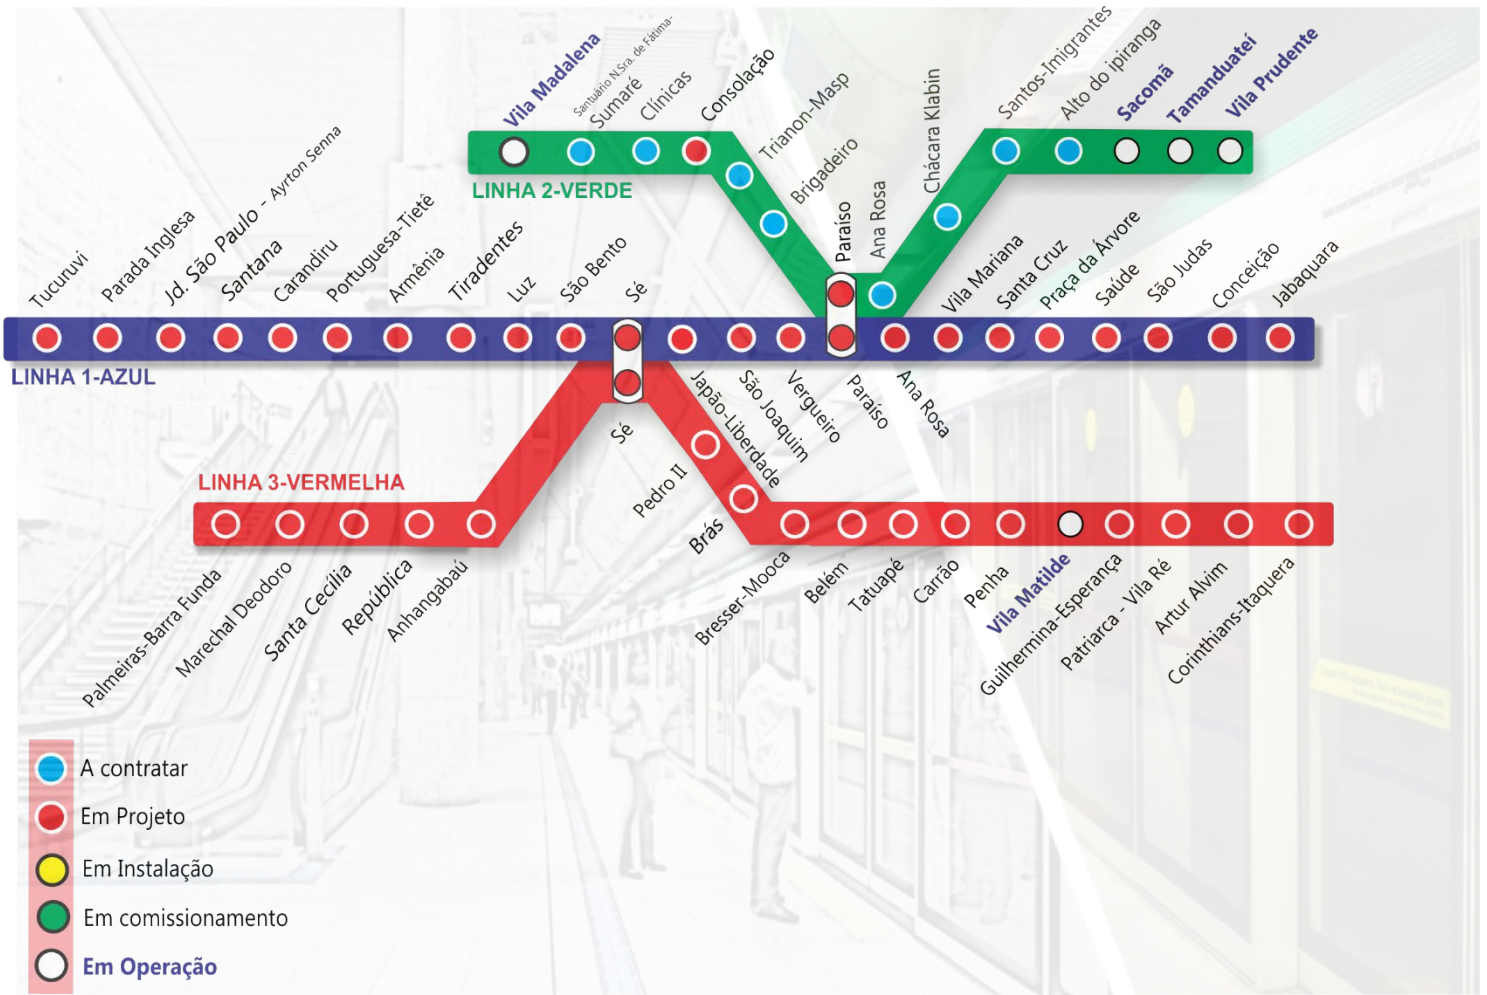 Vila Madalena
Santuário N.Sra. de Fátima-
Sumaré
Clínicas
Consolação
Trianon-Masp
Brigadeiro
Paraíso
Ana Rosa
Chácara Klabin
Santos-Imigrantes
Alto do ipiranga
Sacomã
Tamanduateí
Vila Prudente
LINHA 2-VERDE
Tucuruvi
Parada Inglesa
Jd. São Paulo - Ayrton Senna
Santana
Carandiru
Portuguesa-Tietê
Armênia
Tiradentes
Luz
São Bento
Sé
Vila Mariana
Santa Cruz
Praça da Árvore
Saúde
São Judas
Conceição
Jabaquara
LINHA 1-AZUL
Japão-Liberdade
São Joaquim
Vergueiro
Paraíso
Ana Rosa
Sé
Pedro II
Brás
LINHA 3-VERMELHA
Palmeiras-Barra Funda
Marechal Deodoro
Santa Cecília
República
Anhangabaú
Bresser-Mooca
Belém
Tatuapé
Carrão
Penha
Vila Matilde
Guilhermina-Esperança
Patriarca - Vila Ré
Artur Alvim
Corinthians-Itaquera
A contratar
Em Projeto
Em Instalação
Em comissionamento
Em Operação